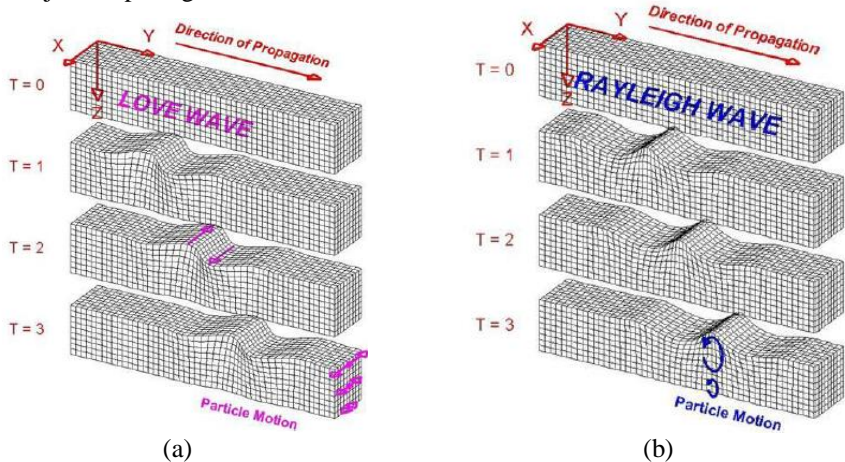 X
Y
Z
Direction of Propagation
T = 0
LOVE WAVE
T = 1
T = 2
T = 3
Particle Motion
(a)
X
Y
Z
Direction of Propagation
T = 0
RAYLEIGH WAVE
T = 1
T = 2
T = 3
Particle Motion
(b)